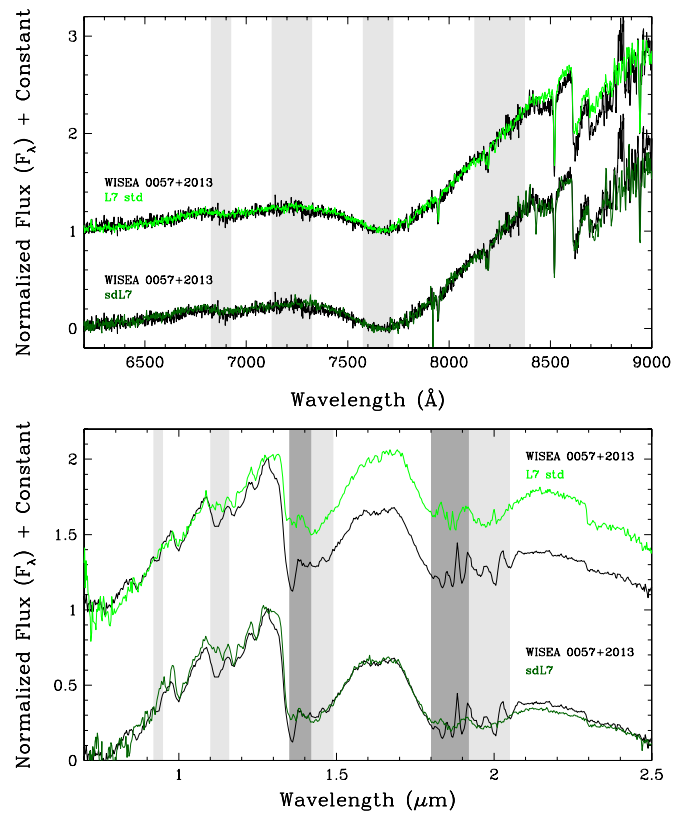 Normalized Flux (Fλ) + Constant
3
2
1
0
WISEA 0057+2013
L7 std
WISEA 0057+2013
sdL7
6500 7000 7500 8000 8500 9000
Wavelength (Å)
Normalized Flux (Fλ) + Constant
2
1.5
1
0.5
0
WISEA 0057+2013
L7 std
WISEA 0057+2013
sdL7
1 1.5 2 2.5
Wavelength (μm)